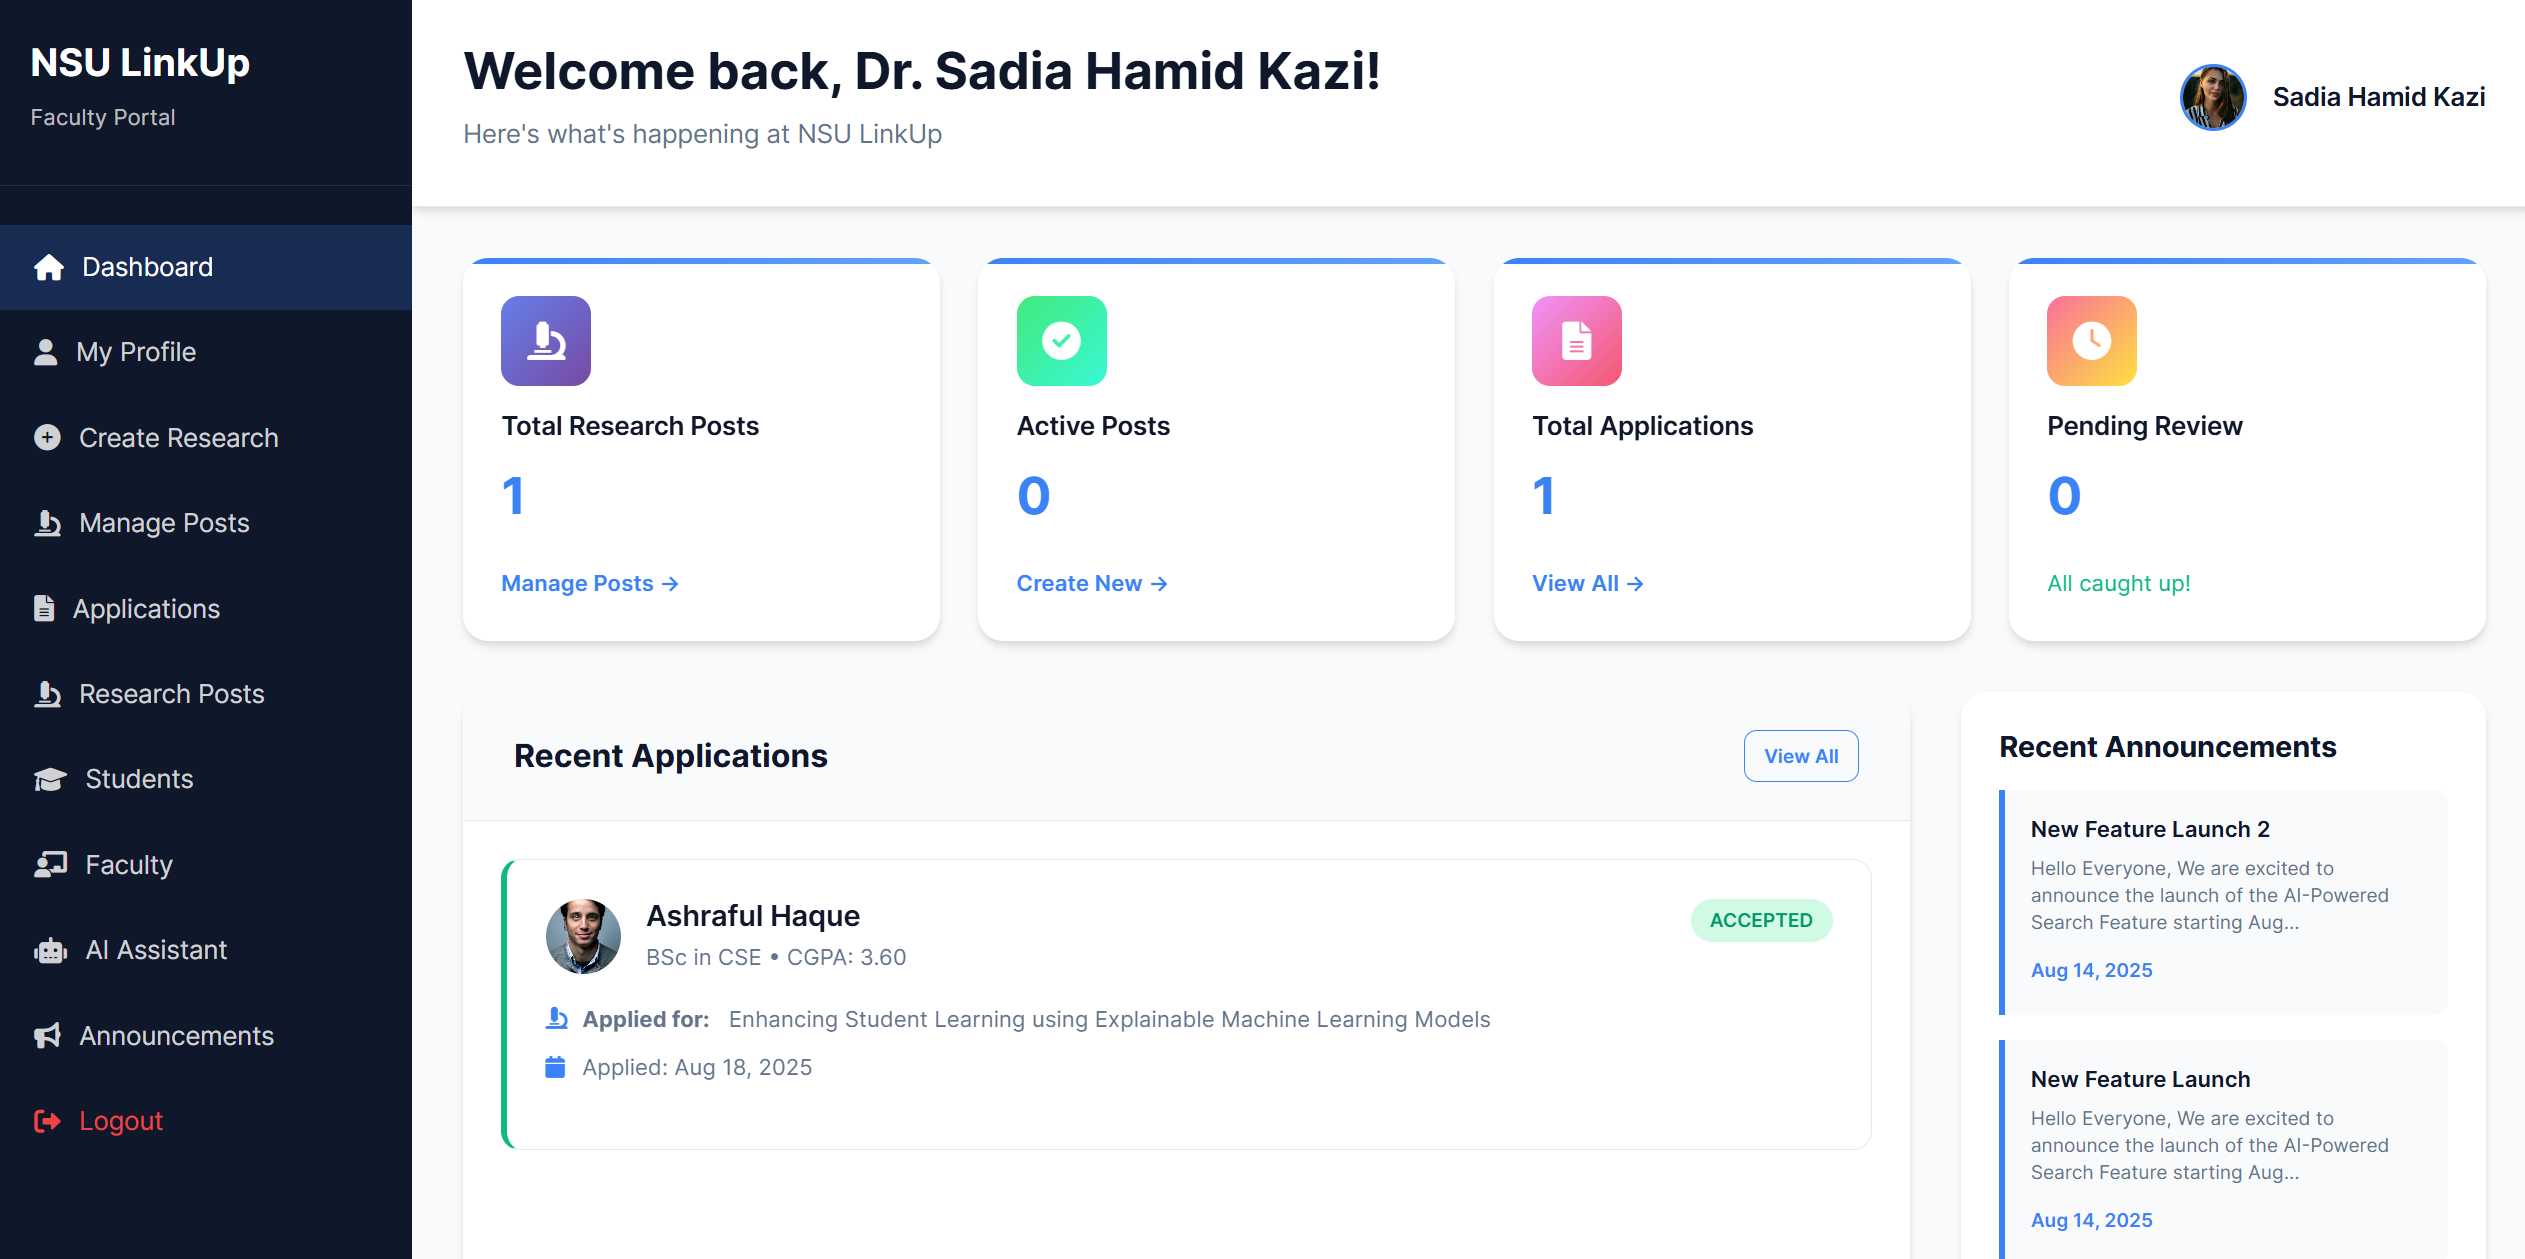 NSU LinkUp
Faculty Portal
Dashboard
My Profile
Create Research
Manage Posts
Applications
Research Posts
Students
Faculty
AI Assistant
Announcements
Logout
Welcome back, Dr. Sadia Hamid Kazi!
Here's what's happening at NSU LinkUp
Sadia Hamid Kazi
Total Research Posts
1
Manage Posts →
Active Posts
0
Create New →
Total Applications
1
View All →
Pending Review
0
All caught up!
Recent Applications
View All
Ashraful Haque
ACCEPTED
BSc in CSE • CGPA: 3.60
Applied for: Enhancing Student Learning using Explainable Machine Learning Models
Applied: Aug 18, 2025
Recent Announcements
New Feature Launch 2
Hello Everyone, We are excited to
announce the launch of the AI-Powered
Search Feature starting Aug...
Aug 14, 2025
New Feature Launch
Hello Everyone, We are excited to
announce the launch of the AI-Powered
Search Feature starting Aug...
Aug 14, 2025